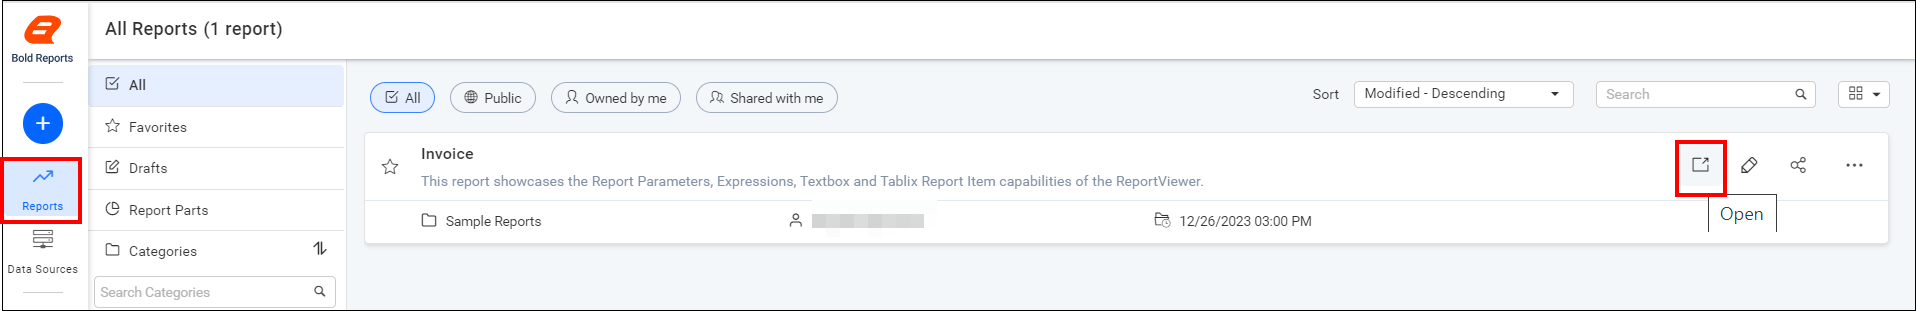 Bold Reports
Reports
Data Sources
All Reports (1 report)
All
Favorites
Drafts
Report Parts
Categories
Search Categories
All
Public
Owned by me
Shared with me
Sort
Modified - Descending
Search
Invoice
This report showcases the Report Parameters, Expressions, Textbox and Tablix Report Item capabilities of the ReportViewer.
Sample Reports
12/26/2023 03:00 PM
Open